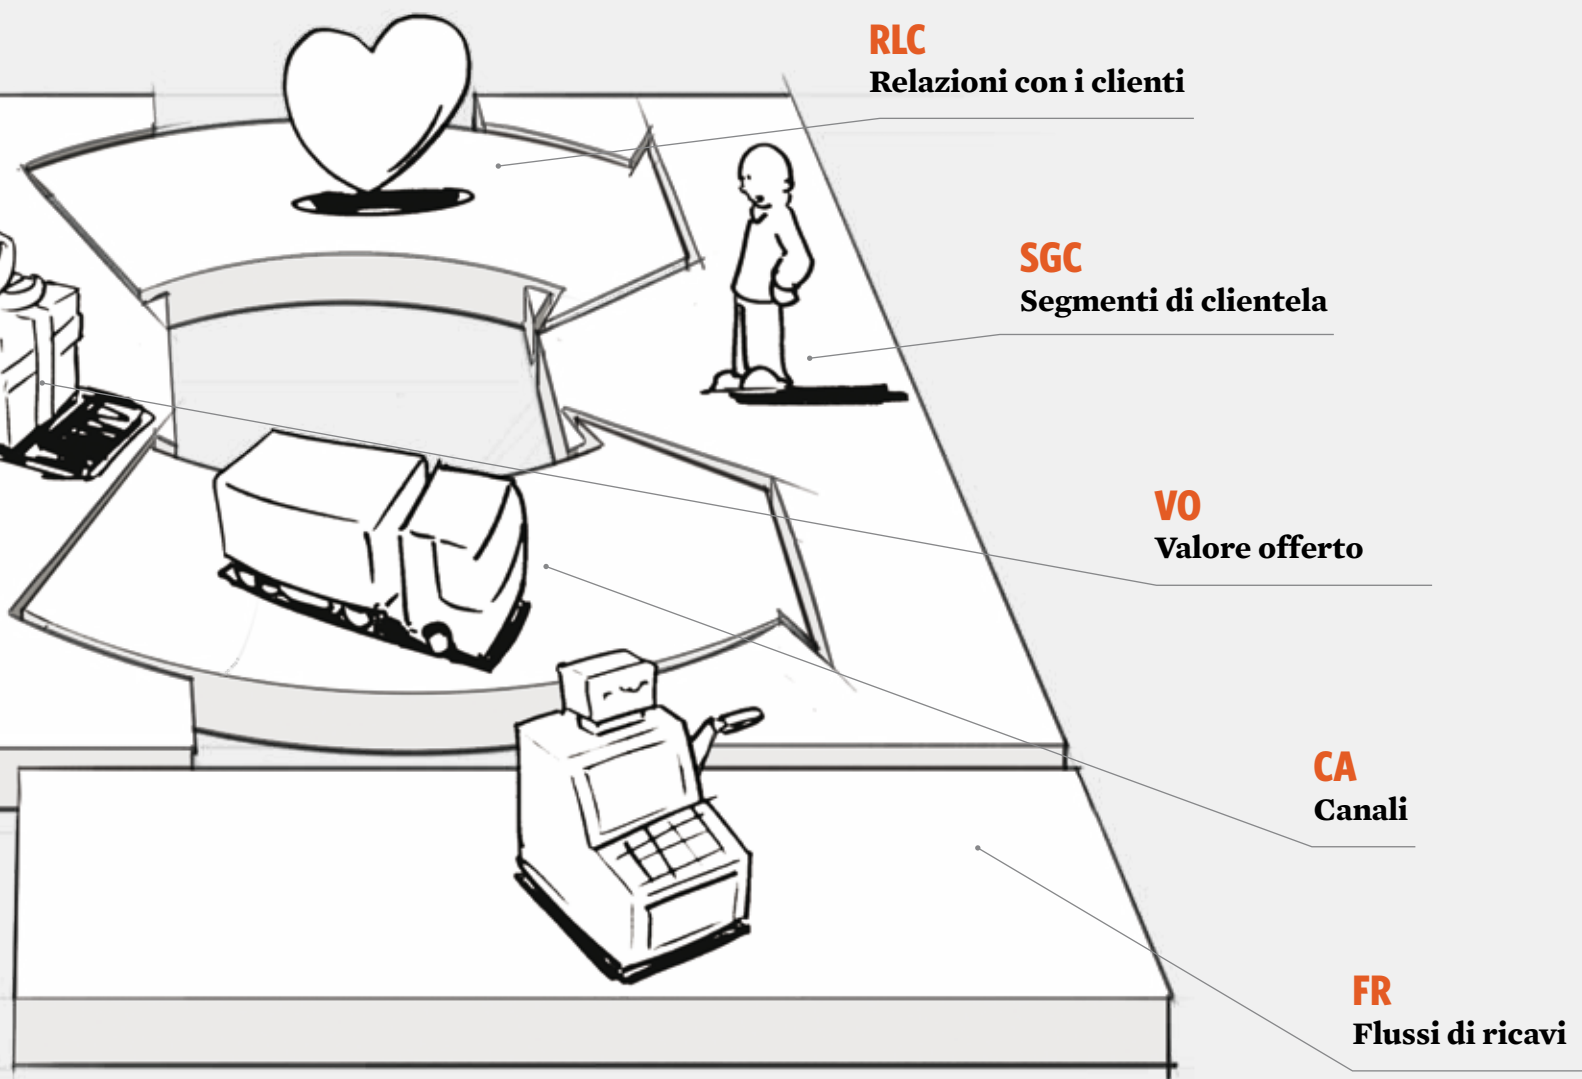 RLC
Relazioni con i clienti
SGC
Segmenti di clientela
VO
Valore offerto
CA
Canali
FR
Flussi di ricavi